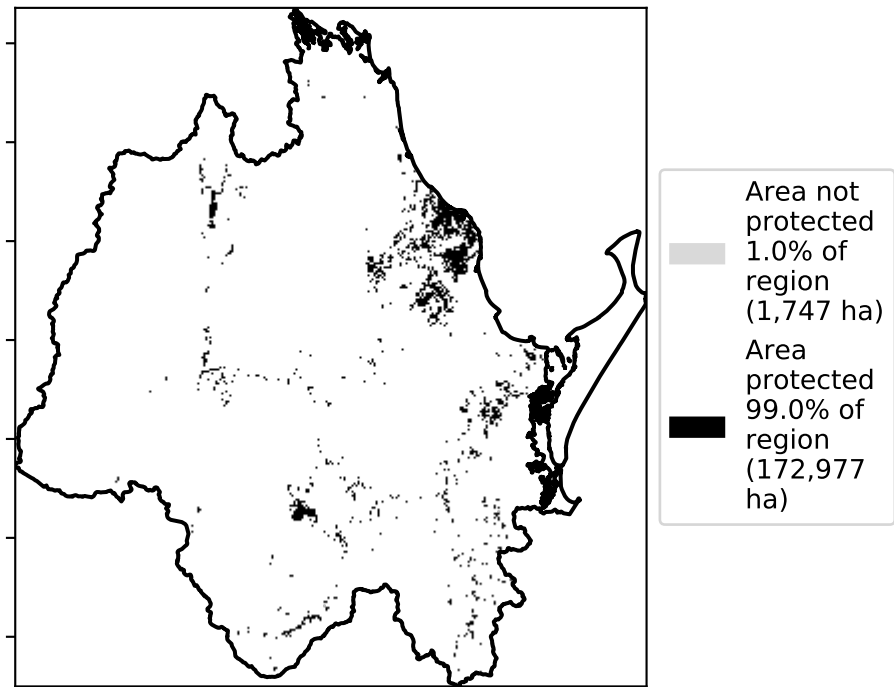 Area not
protected
1.0% of
region
(1,747 ha)
Area
protected
99.0% of
region
(172,977
ha)